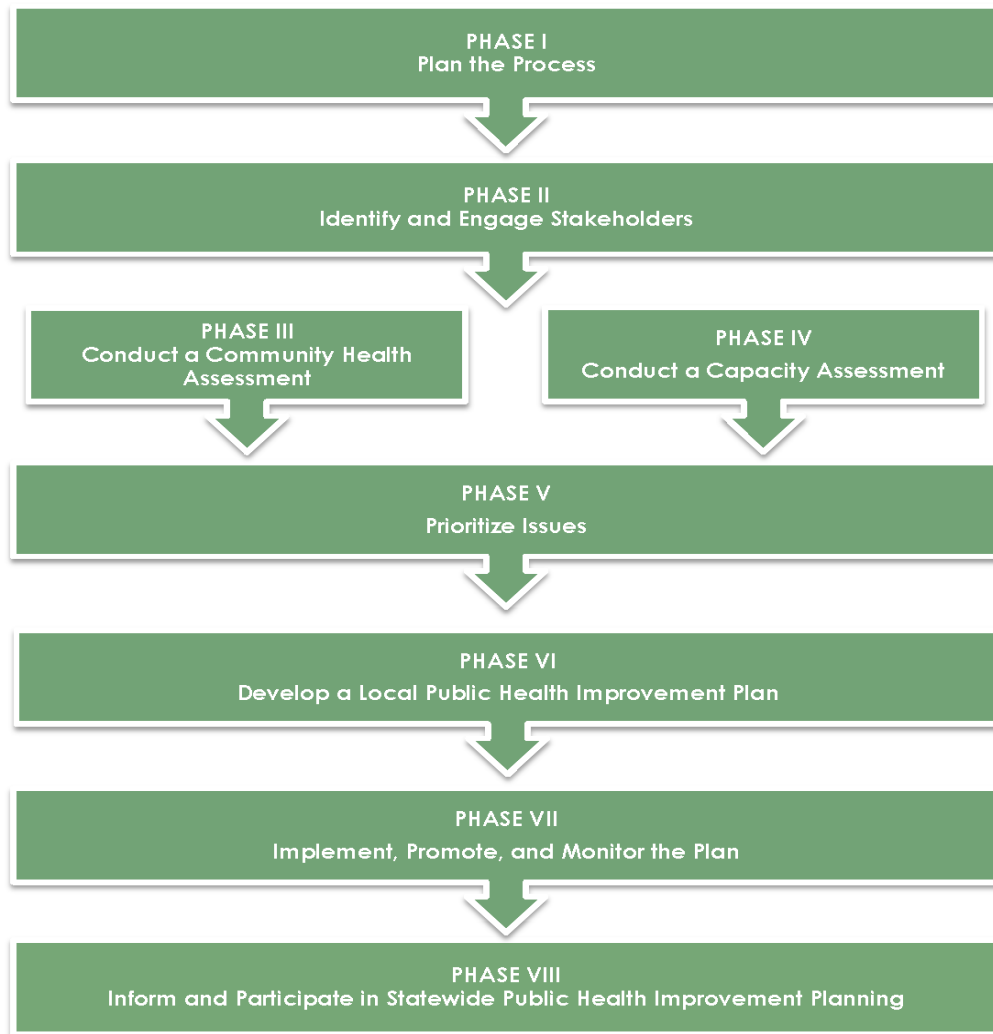 PHASE I
Plan the Process
PHASE II
Identify and Engage Stakeholders
PHASE III
Conduct a Community Health
Assessment
PHASE IV
Conduct a Capacity Assessment
PHASE V
Prioritize Issues
PHASE VI
Develop a Local Public Health Improvement Plan
PHASE VII
Implement, Promote, and Monitor the Plan
PHASE VIII
Inform and Participate in Statewide Public Health Improvement Planning